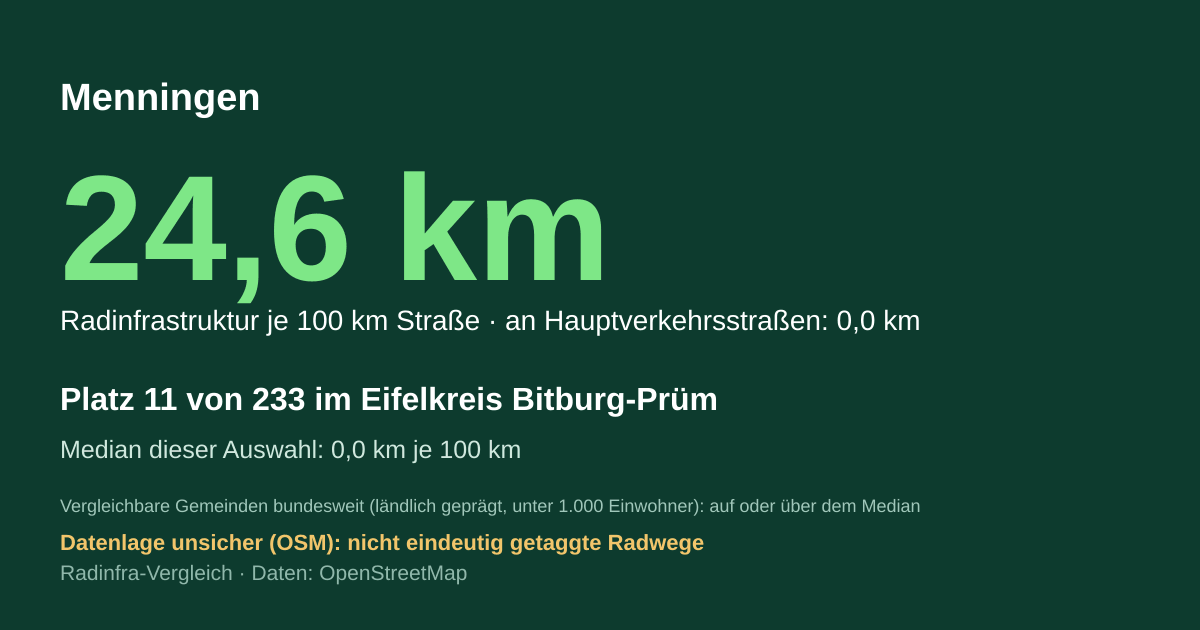 Menningen
24,6 km
Radinfrastruktur je 100 km Straße · an Hauptverkehrsstraßen: 0,0 km
Platz 11 von 233 im Eifelkreis Bitburg-Prüm
Median dieser Auswahl: 0,0 km je 100 km
Vergleichbare Gemeinden bundesweit (ländlich geprägt, unter 1.000 Einwohner): auf oder über dem Median
Datenlage unsicher (OSM): nicht eindeutig getaggte Radwege
Radinfra-Vergleich · Daten: OpenStreetMap